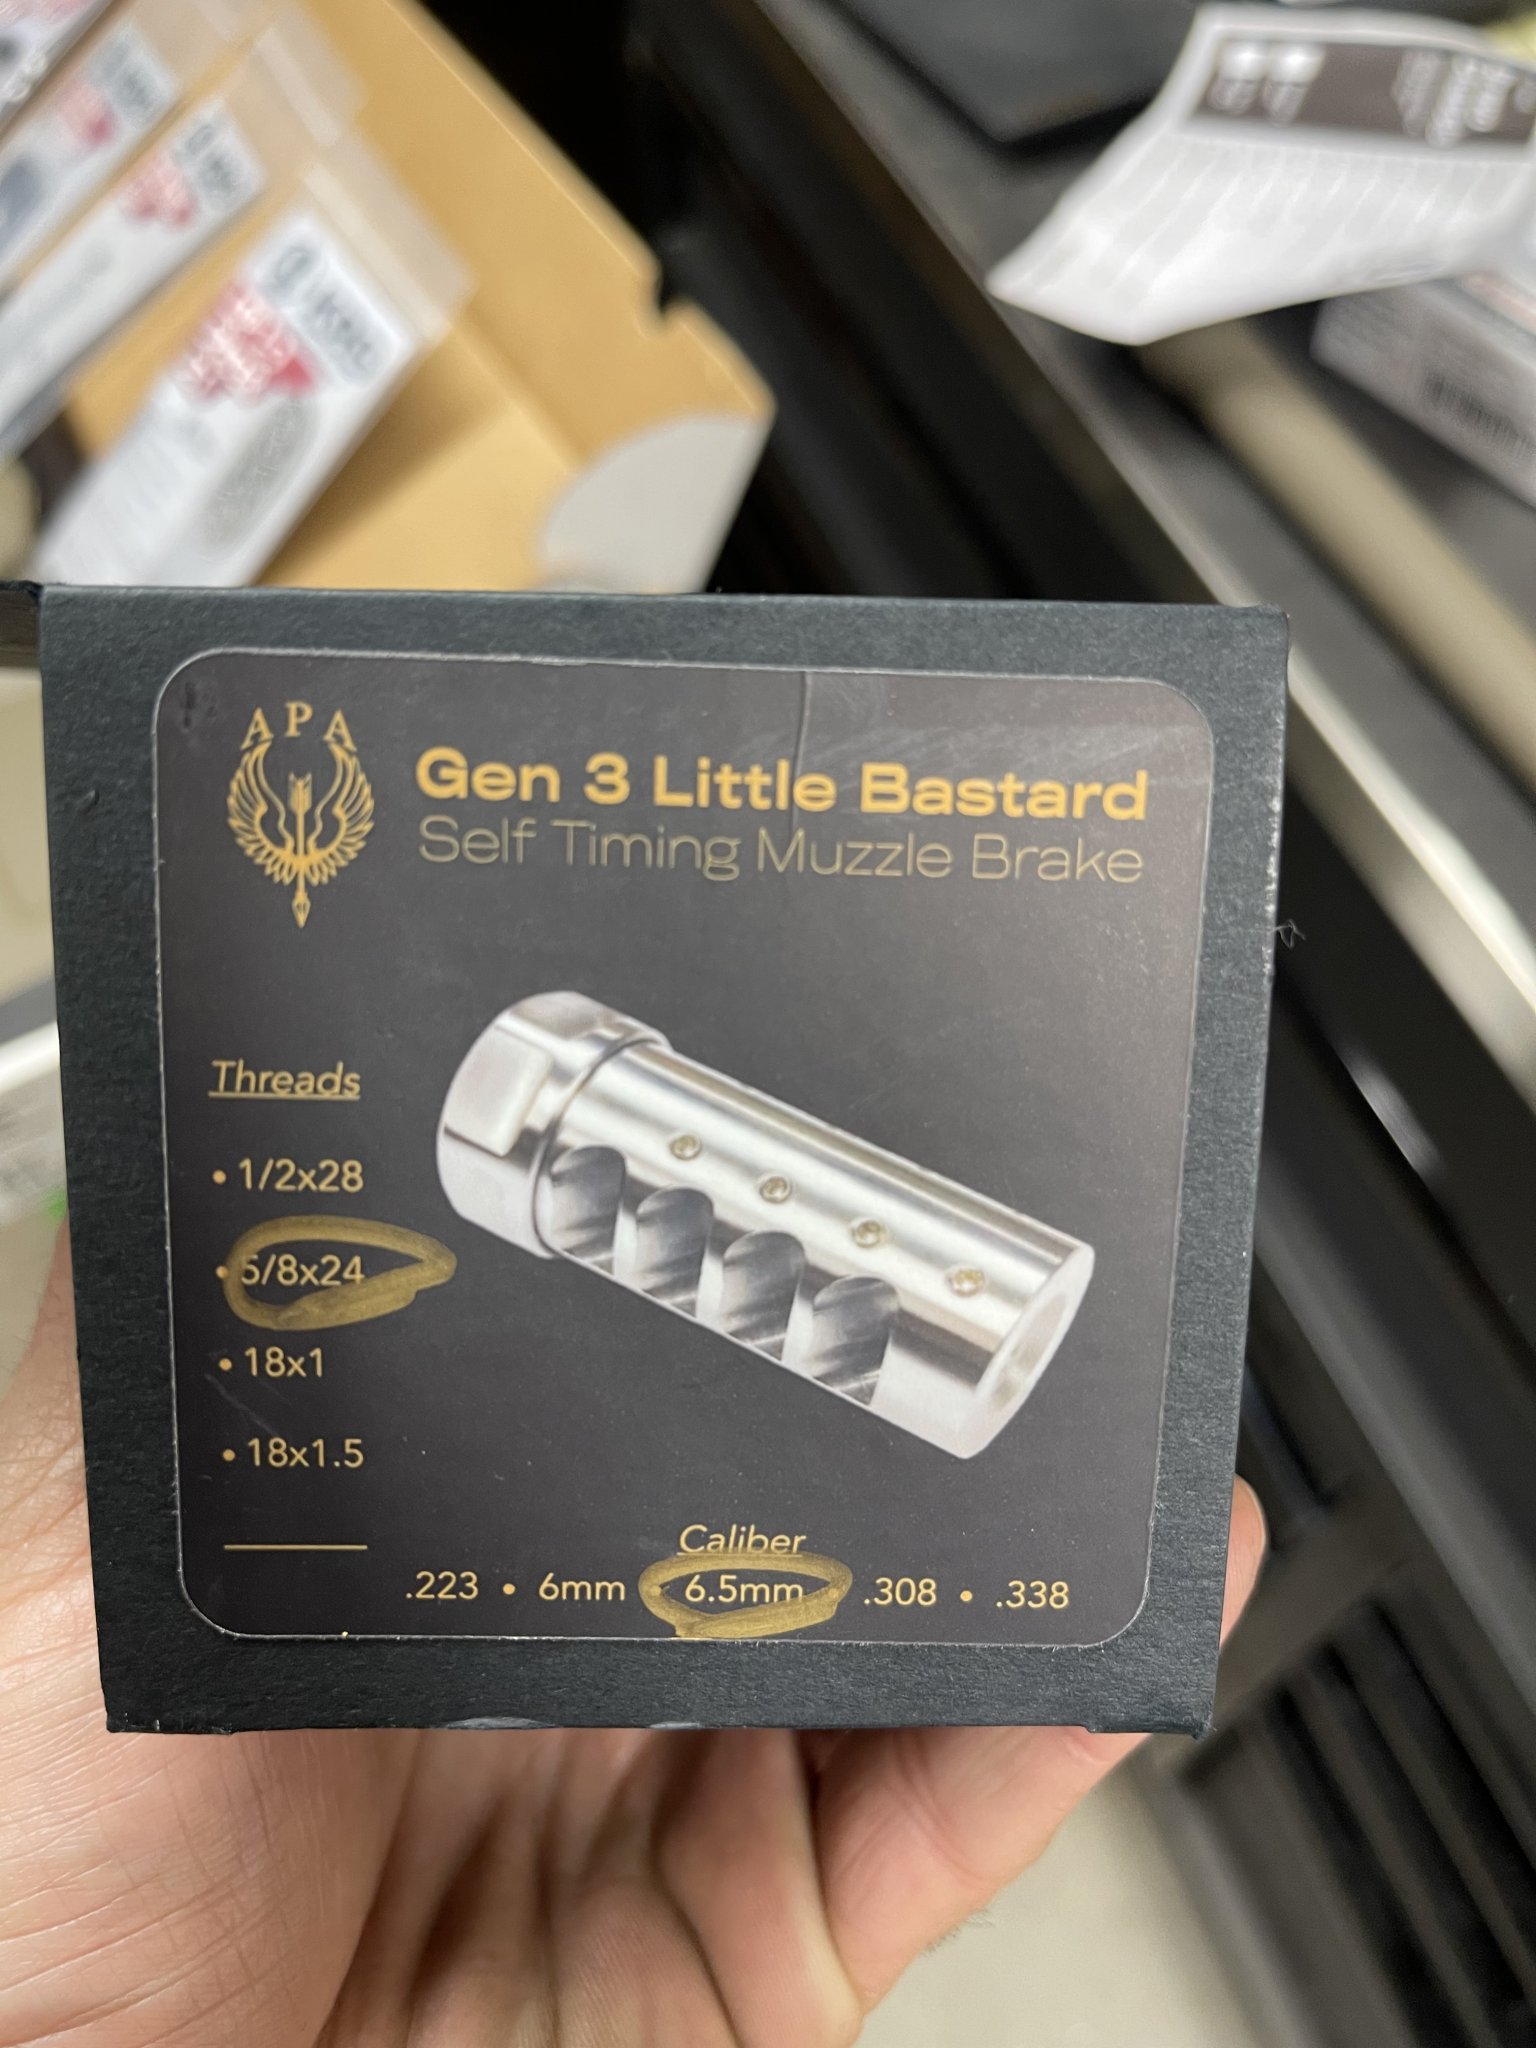 APA
Gen 3 Little Bastard
Self Timing Muzzle Brake
Threads
• 1/2x28
• 5/8x24
• 18x1
• 18x1.5
Caliber
.223 • 6mm • 6.5mm • .308 • .338